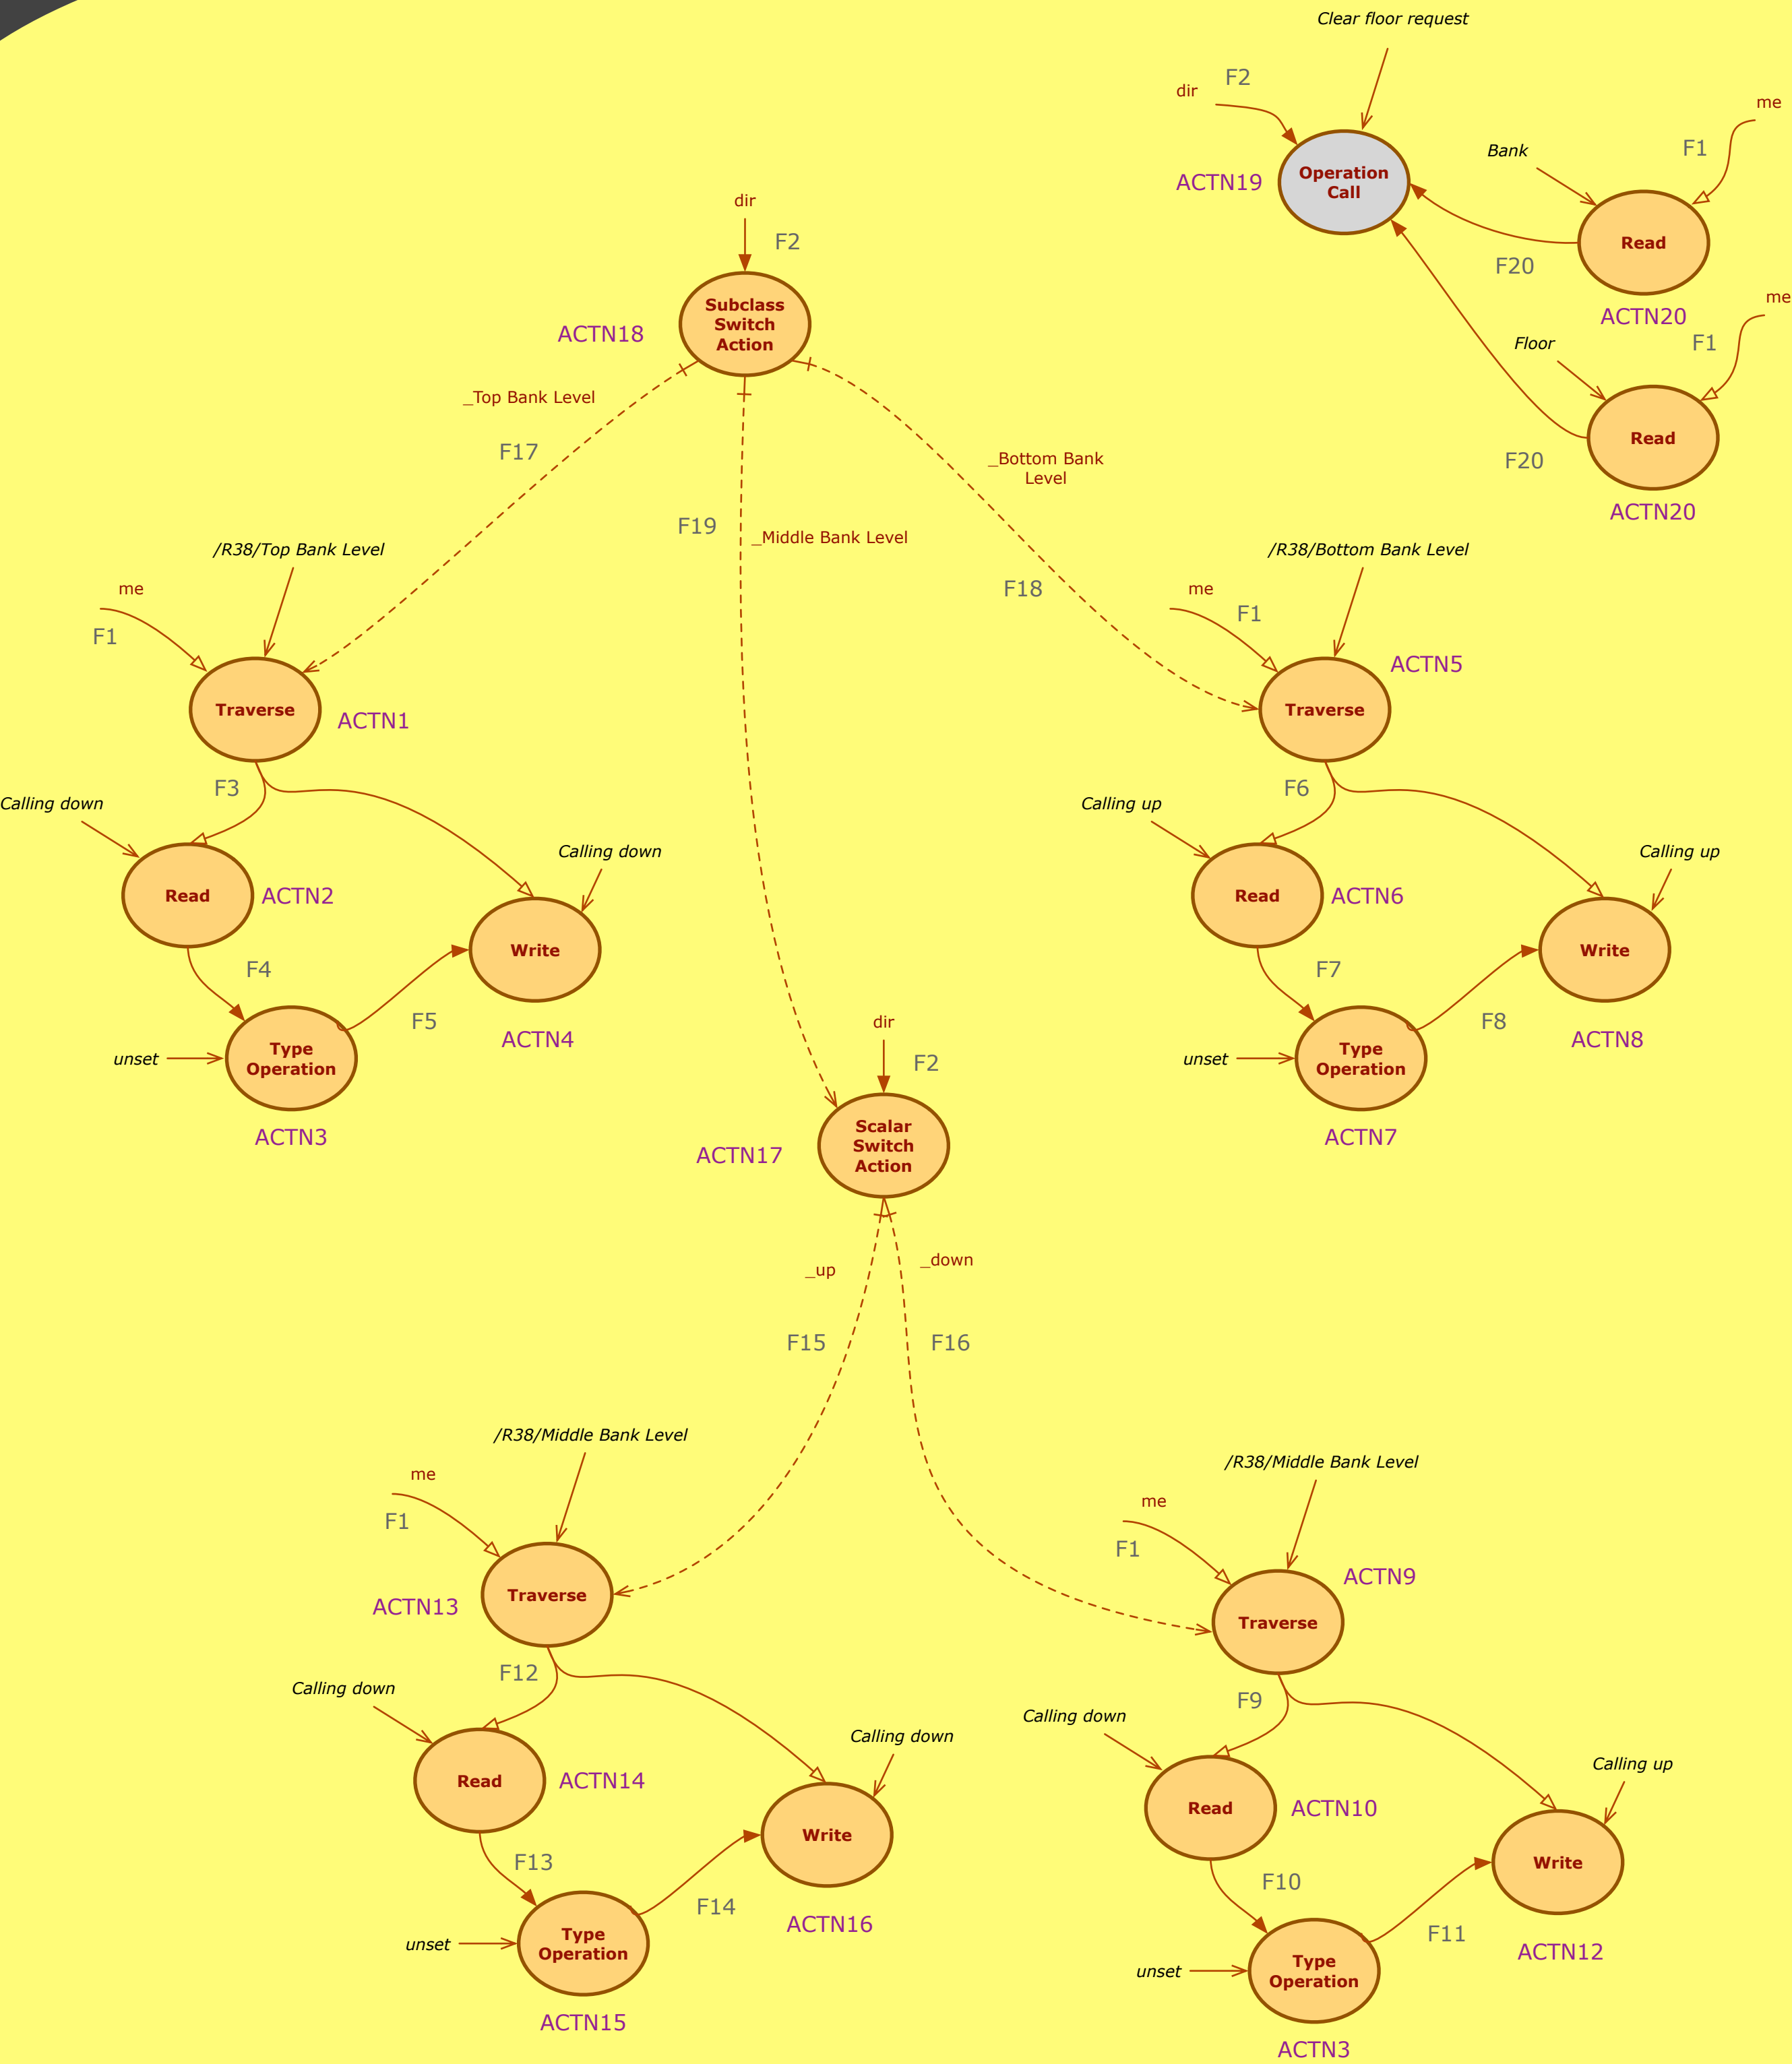 Clear floor request
F2
dir
me
F1
Bank
ACTN19
Operation
Call
Read
F20
ACTN20
dir
F2
me
F1
Floor
Read
F20
ACTN20
Subclass
Switch
Action
ACTN18
_Top Bank Level
F17
F19
_Middle Bank Level
_Bottom Bank
Level
F18
/R38/Top Bank Level
me
F1
Traverse
ACTN1
F3
Calling down
Read
ACTN2
Calling down
Write
F4
F5
ACTN4
unset
Type
Operation
ACTN3
/R38/Bottom Bank Level
me
F1
ACTN5
Traverse
F6
Calling up
Read
ACTN6
Calling up
Write
F7
F8
ACTN8
unset
Type
Operation
ACTN7
dir
F2
ACTN17
Scalar
Switch
Action
_up
_down
F15
F16
/R38/Middle Bank Level
me
F1
Traverse
ACTN13
F12
Calling down
Read
ACTN14
Calling down
Write
F13
F14
ACTN16
unset
Type
Operation
ACTN15
/R38/Middle Bank Level
me
F1
ACTN9
Traverse
F9
Calling down
Read
ACTN10
Calling up
Write
F10
F11
ACTN12
unset
Type
Operation
ACTN3